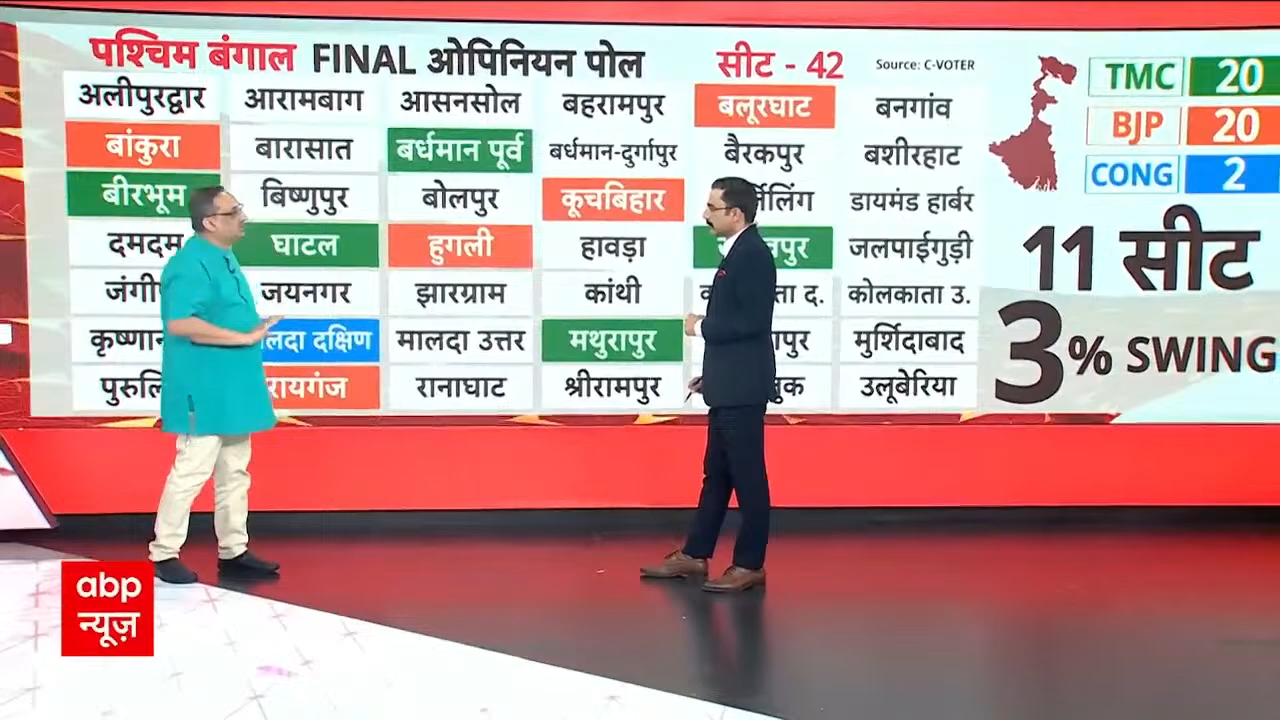 पश्चिम बंगाल FINAL ओपिनियन पोल सीट - 42 Source: C-VOTER
अलीपुरद्वार आरामबाग आसनसोल बहरामपुर बलूरघाट बनगांव
बांकुरा बारासात बर्धमान पूर्व बर्धमान-दुर्गापुर बैरकपुर बशीरहाट
बीरभूम बिष्णुपुर बोलपुर कूचबिहार डायमंड हार्बर
दमदम घाटल हुगली हावड़ा जलपाईगुड़ी
जयनगर झारग्राम कांथी कोलकाता उ.
दक्षिण मालदा उत्तर मथुरापुर मुर्शिदाबाद
रायगंज रानाघाट श्रीरामपुर उलूबेरिया
TMC 20
BJP 20
CONG 2
11 सीट
3% SWING
abp
न्यूज़